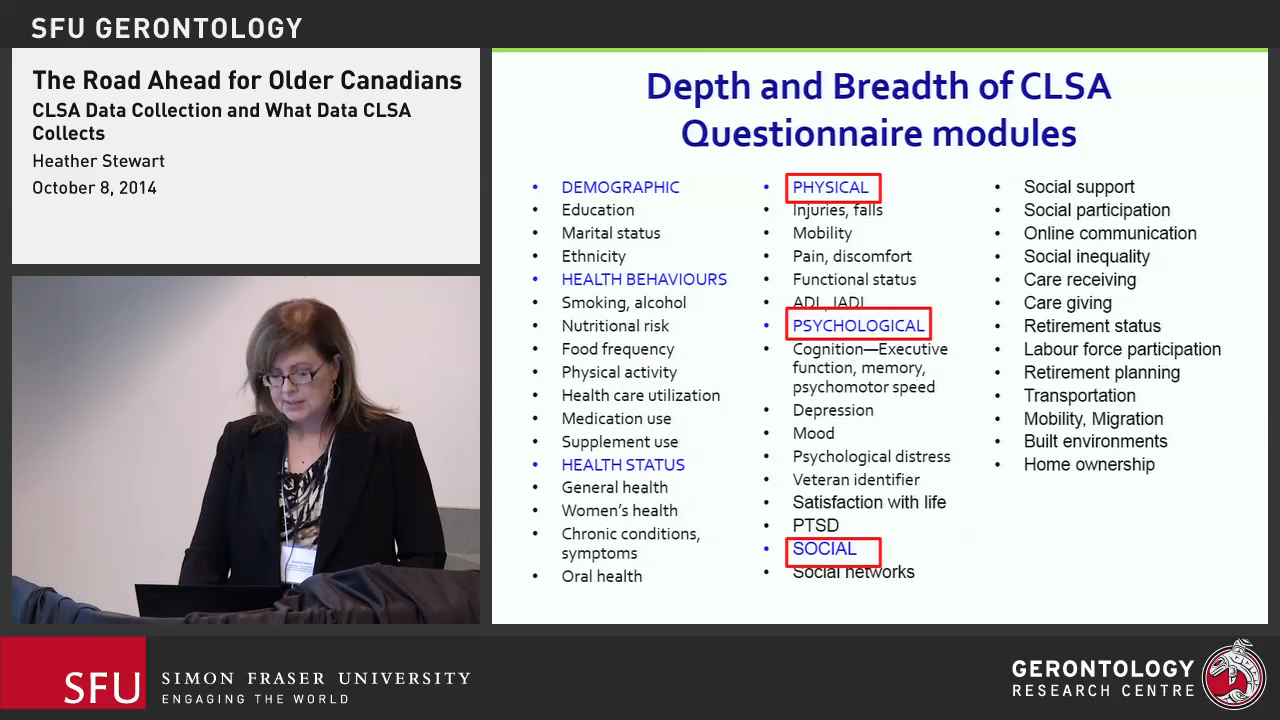 SFU GERONTOLOGY
The Road Ahead for Older Canadians
CLSA Data Collection and What Data CLSA
Collects
Heather Stewart
October 8, 2014
Depth and Breadth of CLSA
Questionnaire modules
• DEMOGRAPHIC
• Education
• Marital status
• Ethnicity
• HEALTH BEHAVIOURS
• Smoking, alcohol
• Nutritional risk
• Food frequency
• Physical activity
• Health care utilization
• Medication use
• Supplement use
• HEALTH STATUS
• General health
• Women's health
• Chronic conditions,
symptoms
• Oral health
• PHYSICAL
• Injuries, falls
• Mobility
• Pain, discomfort
• Functional status
• ADL, IADL
• PSYCHOLOGICAL
• Cognition—Executive
function, memory,
psychomotor speed
• Depression
• Mood
• Psychological distress
• Veteran identifier
• Satisfaction with life
• PTSD
• SOCIAL
• Social networks
• Social support
• Social participation
• Online communication
• Social inequality
• Care receiving
• Care giving
• Retirement status
• Labour force participation
• Retirement planning
• Transportation
• Mobility, Migration
• Built environments
• Home ownership
SFU
SIMON FRASER UNIVERSITY
ENGAGING THE WORLD
GERONTOLOGY
RESEARCH CENTRE